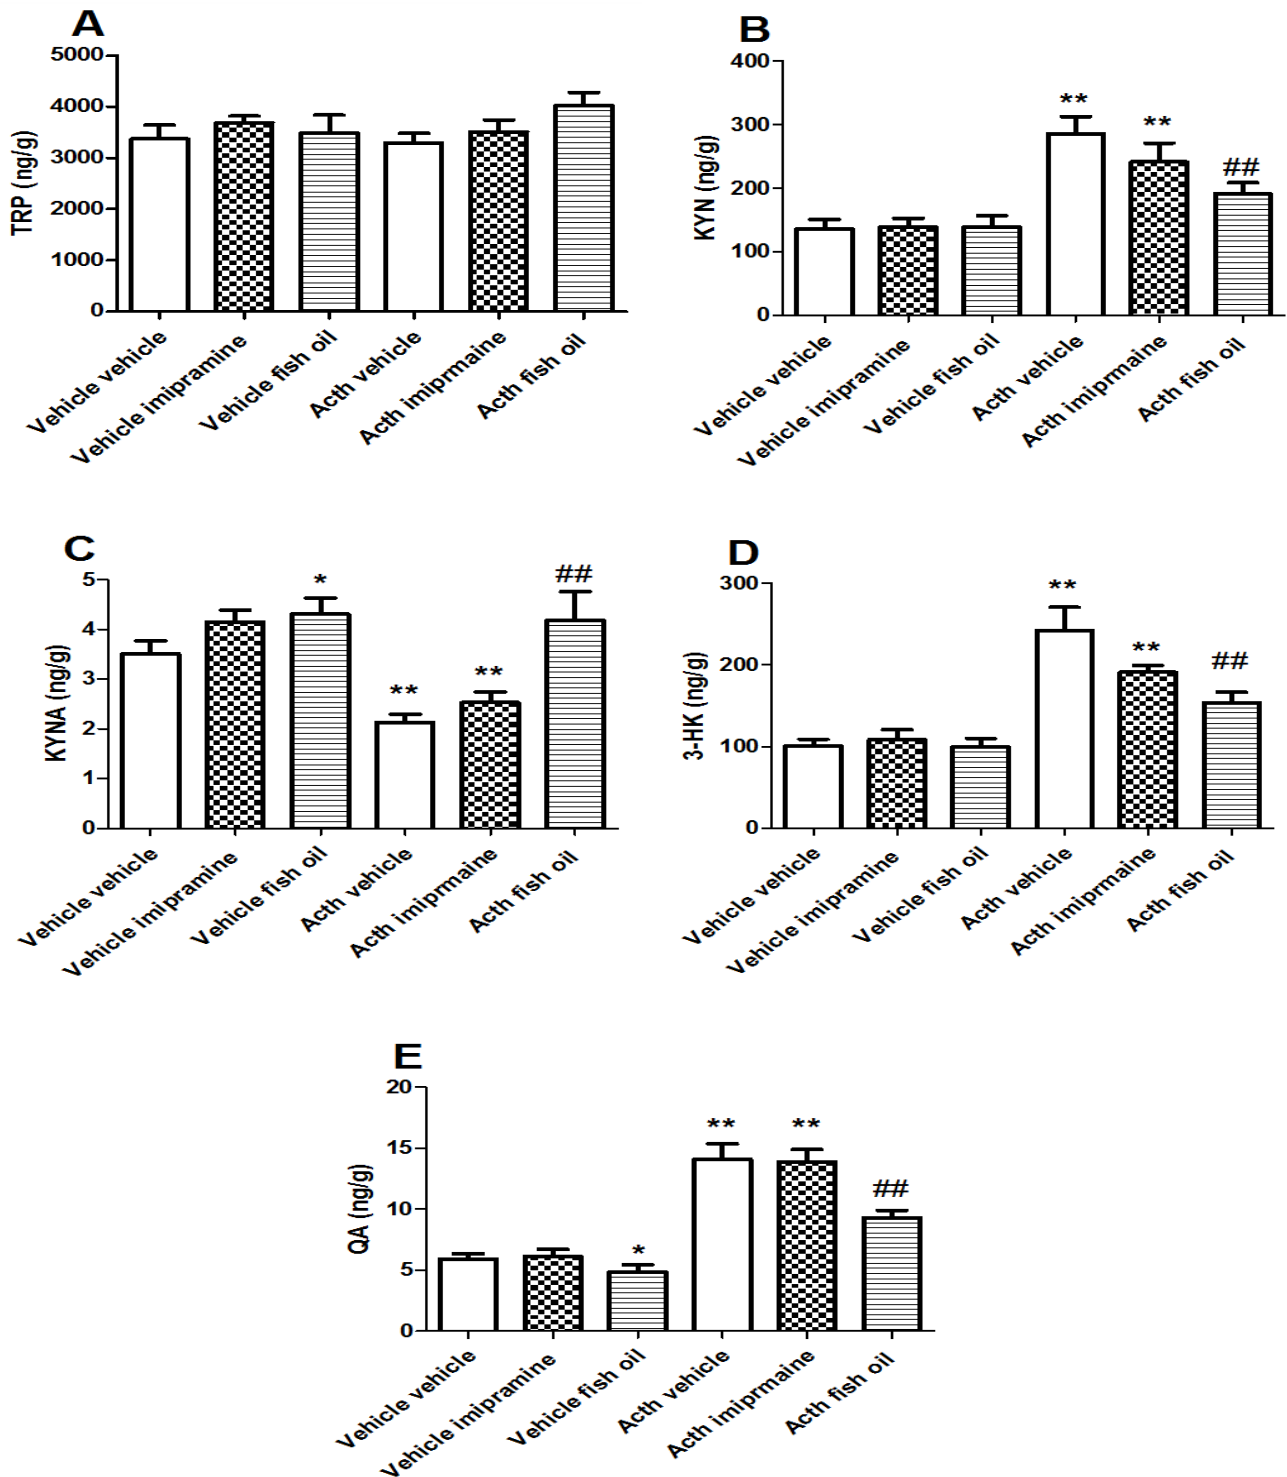 A
5000
4000
3000
2000
1000
0
TRP (ng/g)
Vehicle vehicle
Vehicle imipramine
Vehicle fish oil
Acth vehicle
Acth imiprmaine
Acth fish oil
B
400
300
200
100
0
KYN (ng/g)
**
**
##
Vehicle vehicle
Vehicle imipramine
Vehicle fish oil
Acth vehicle
Acth imiprmaine
Acth fish oil
C
5
4
3
2
1
0
KYNA (ng/g)
*
**
**
##
Vehicle vehicle
Vehicle imipramine
Vehicle fish oil
Acth vehicle
Acth imiprmaine
Acth fish oil
D
300
200
100
0
3-HK (ng/g)
**
**
##
Vehicle vehicle
Vehicle imipramine
Vehicle fish oil
Acth vehicle
Acth imiprmaine
Acth fish oil
E
20
15
10
5
0
QA (ng/g)
*
**
**
##
Vehicle vehicle
Vehicle imipramine
Vehicle fish oil
Acth vehicle
Acth imiprmaine
Acth fish oil